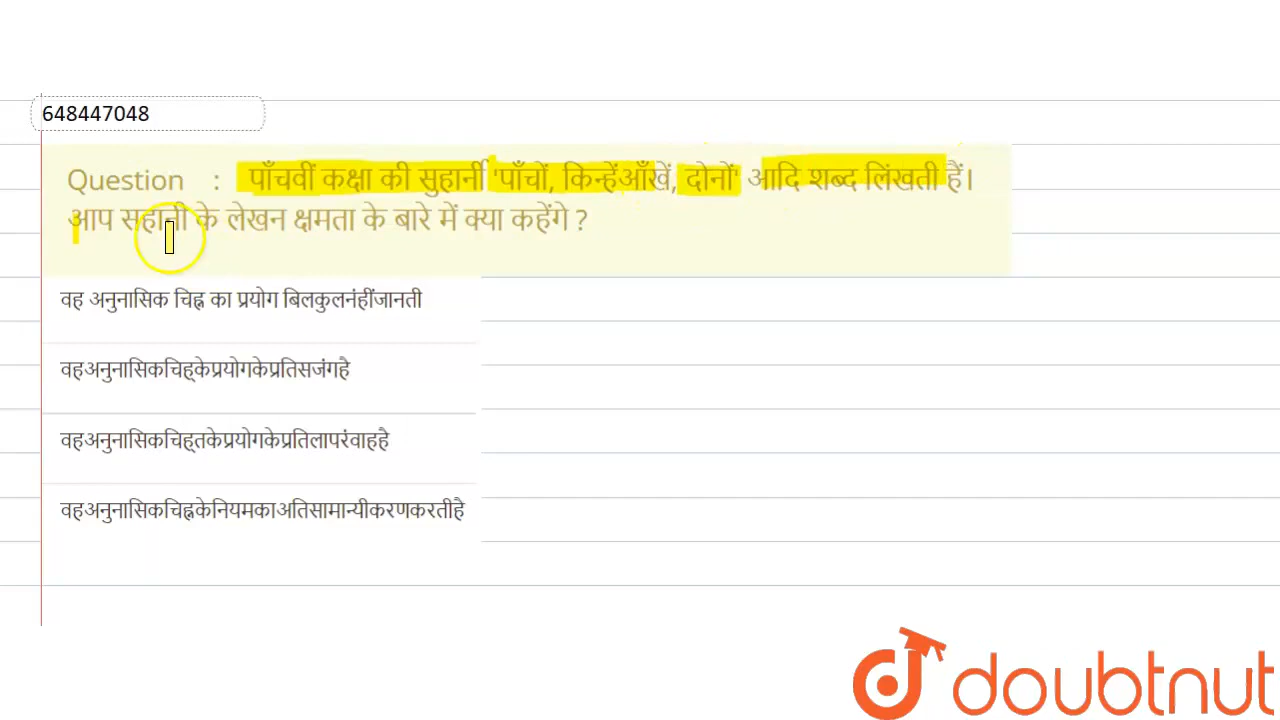 648447048
Question : पाँचवीं कक्षा की सुहानी 'पाँचों, किन्हेंआँखें, दोनों' आदि शब्द लिंखती हैं।
आप सहानी के लेखन क्षमता के बारे में क्या कहेंगे ?
वह अनुनासिक चिह्न का प्रयोग बिलकुलनंहींजानती
वहअनुनासिकचिह्केप्रयोगकेप्रतिसजंगहै
वहअनुनासिकचिह्तकेप्रयोगकेप्रतिलापरंवाहहै
वहअनुनासिकचिह्नकेनियमकाअतिसामान्यीकरणकरतीहै
doubtnut